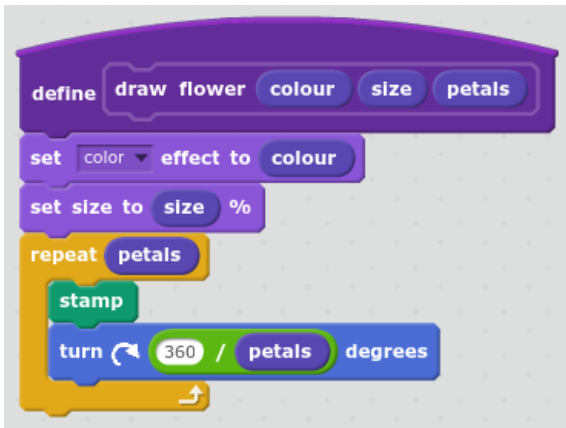 define draw flower colour size petals
set color effect to colour
set size to size %
repeat petals
stamp
turn 360 / petals degrees